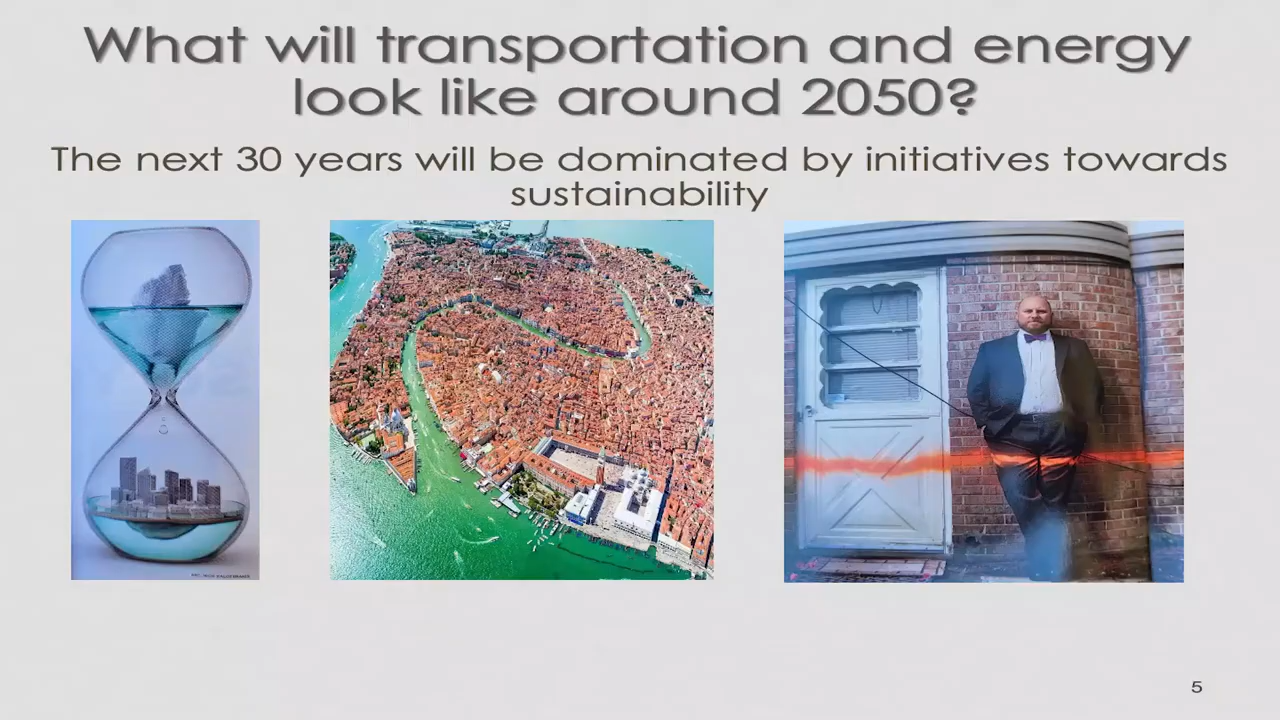 What will transportation and energy
look like around 2050?
The next 30 years will be dominated by initiatives towards
sustainability
5